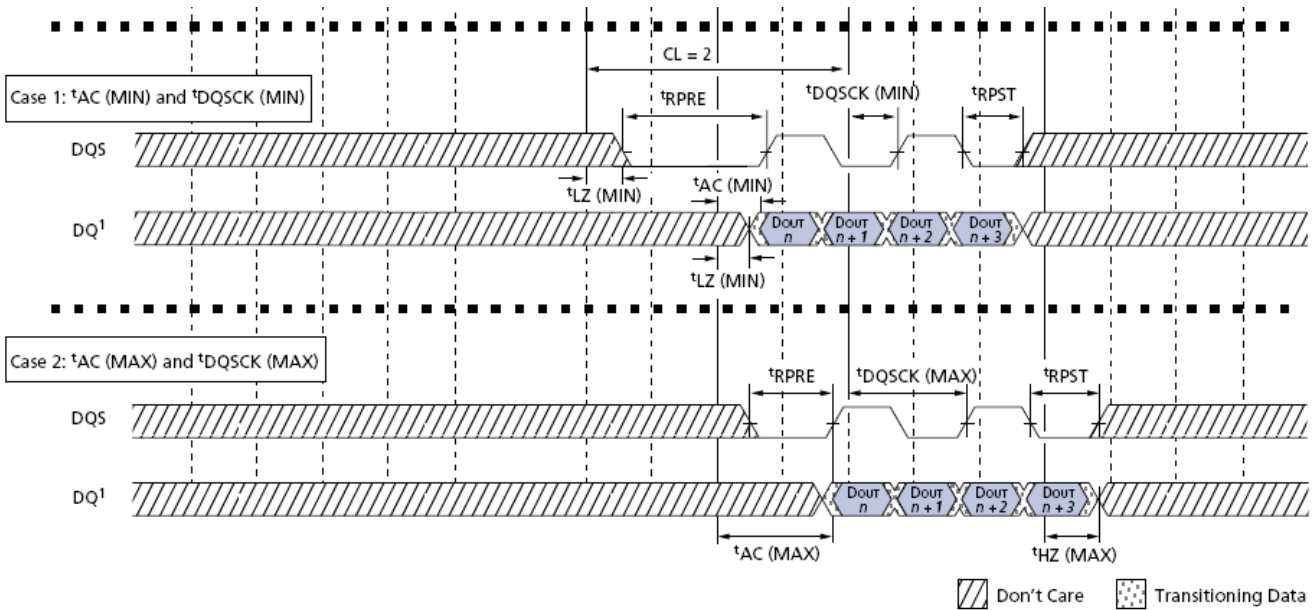 CL = 2
Case 1: tAC (MIN) and tDQSCK (MIN)
tRPRE
tDQSCK (MIN)
tRPST
DQS
tLZ (MIN)
tAC (MIN)
DQ1
DOUT n
DOUT n + 1
DOUT n + 2
DOUT n + 3
tLZ (MIN)
Case 2: tAC (MAX) and tDQSCK (MAX)
tRPRE
tDQSCK (MAX)
tRPST
DQS
DQ1
DOUT n
DOUT n + 1
DOUT n + 2
DOUT n + 3
tAC (MAX)
tHZ (MAX)
Don't Care
Transitioning Data